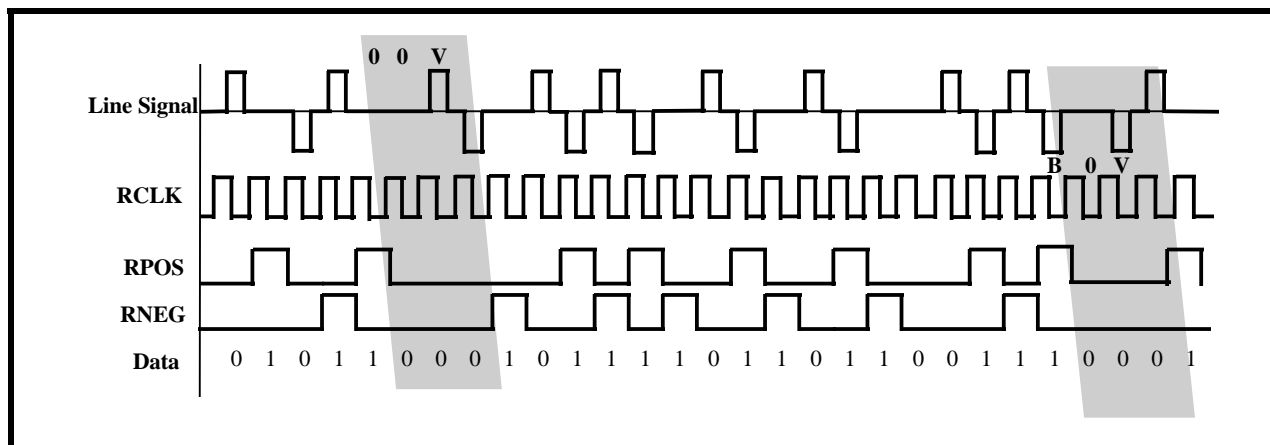 0 0 V
Line Signal
B 0 V
RCLK
RPOS
RNEG
Data 0 1 0 1 1 0 0 0 1 0 1 1 1 1 0 1 1 0 1 1 0 0 1 1 1 0 0 0 1